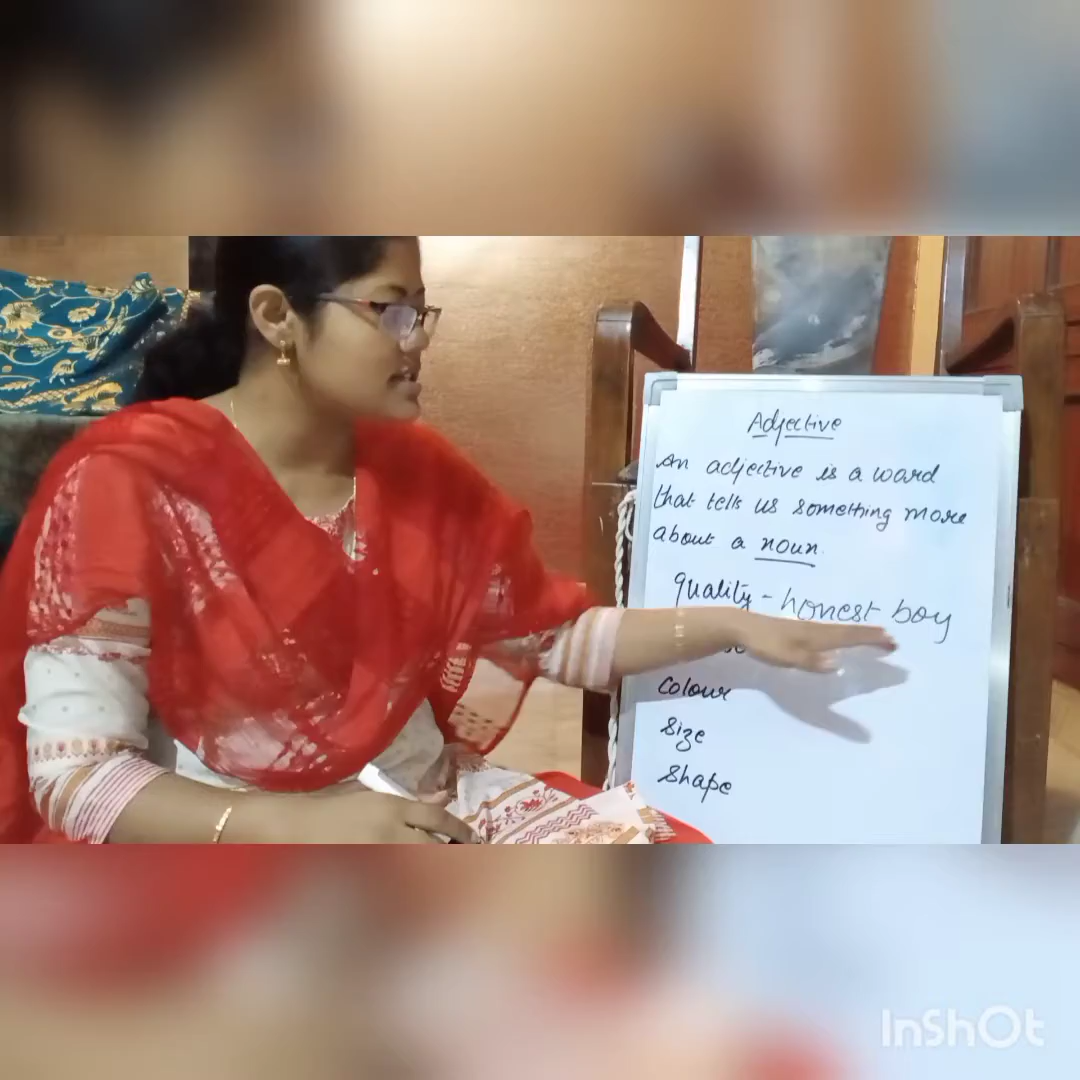 Adjective
An adjective is a word
that tells us something more
about a noun.
quality - honest boy
Colour
Size
Shape
InShOt